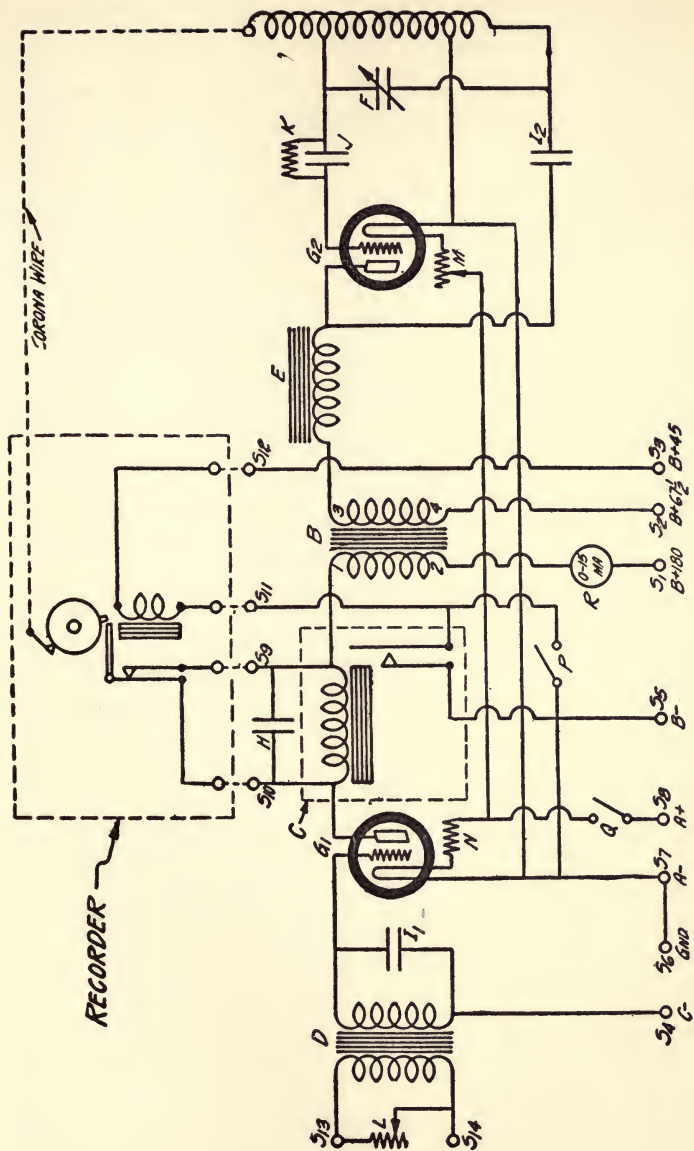 CORONA WIRE
RECORDER
F
K
J
I2
G2
M
E
S12
S11
S9
S10
H
C
B
1
2
3
4
G1
N
P
Q
R
0-15
MA
D
I1
L
S13
S14
S3
B+45
S2
B+67½
S1
B+180
S5
B-
S8
A+
S7
A-
S6
GND
S4
C-